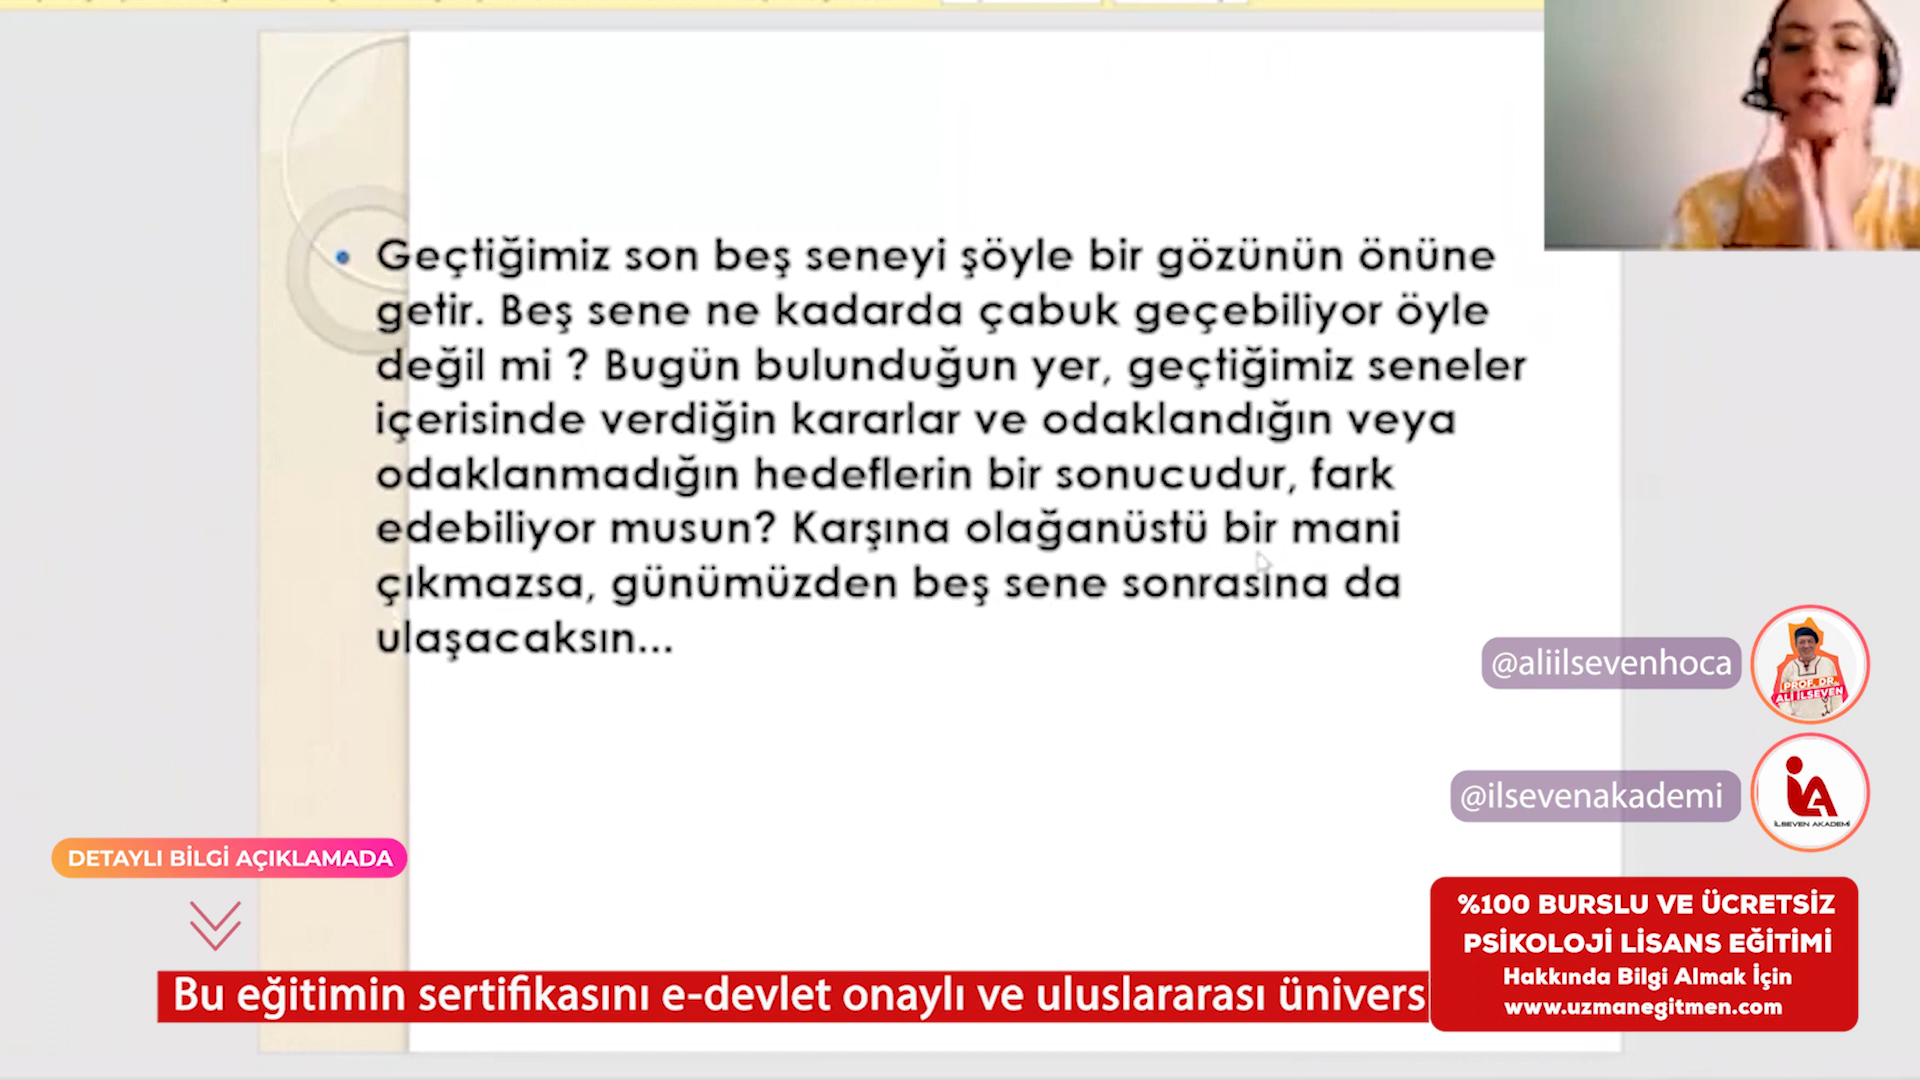 Geçtiğimiz son beş seneyi şöyle bir gözünün önüne
getir. Beş sene ne kadarda çabuk geçebiliyor öyle
değil mi ? Bugün bulunduğun yer, geçtiğimiz seneler
içerisinde verdiğin kararlar ve odaklandığın veya
odaklanmadığın hedeflerin bir sonucudur, fark
edebiliyor musun? Karşına olağanüstü bir mani
çıkmazsa, günümüzden beş sene sonrasına da
ulaşacaksın...
@aliilsevenhoca
PROF. DR.
ALİ İLSEVEN
@ilsevenakademi
İLSEVEN AKADEMİ
DETAYLI BİLGİ AÇIKLAMADA
%100 BURSLU VE ÜCRETSİZ
PSİKOLOJİ LİSANS EĞİTİMİ
Hakkında Bilgi Almak İçin
www.uzmanegitmen.com
Bu eğitimin sertifikasını e-devlet onaylı ve uluslararası ünivers